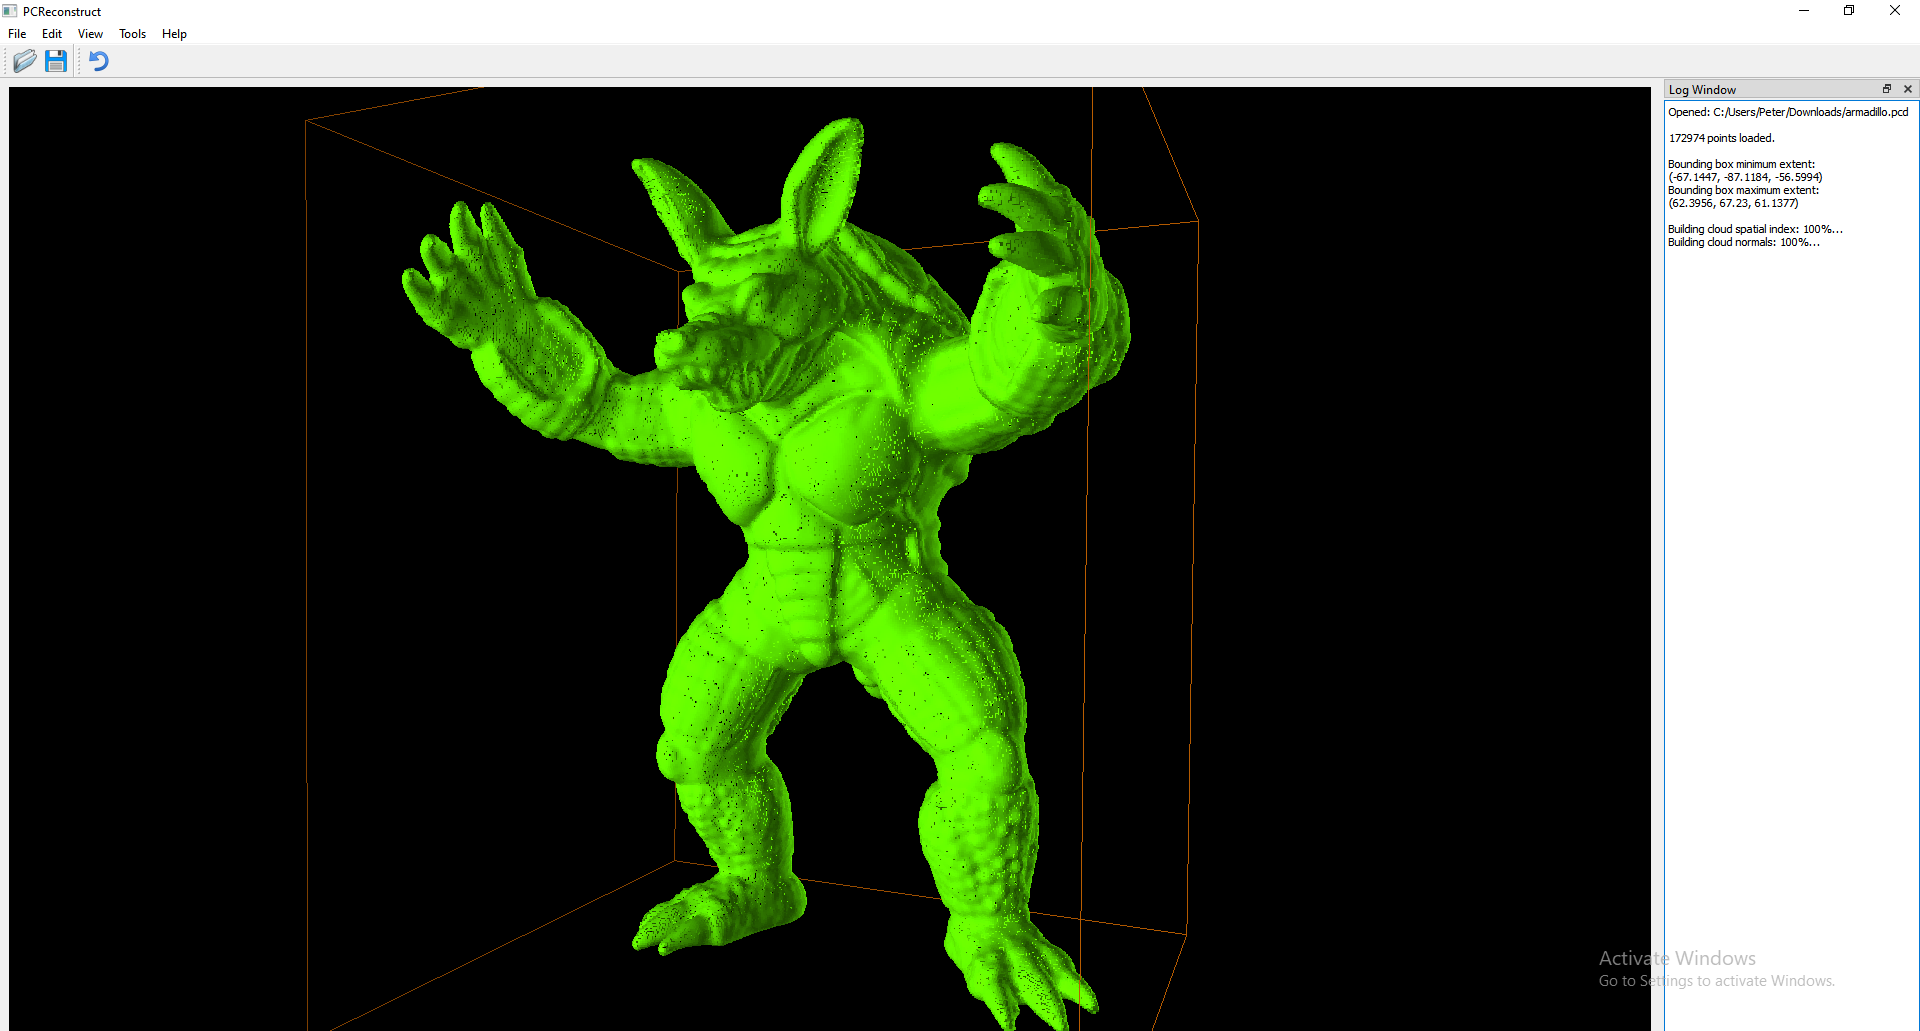 PCReconstruct
File Edit View Tools Help
Log Window
Opened: C:/Users/Peter/Downloads/armadillo.pcd
172974 points loaded.
Bounding box minimum extent:
(-67.1447, -87.1184, -56.5994)
Bounding box maximum extent:
(62.3956, 67.23, 61.1377)
Building cloud spatial index: 100%...
Building cloud normals: 100%...
Activate Windows
Go to Settings to activate Windows.